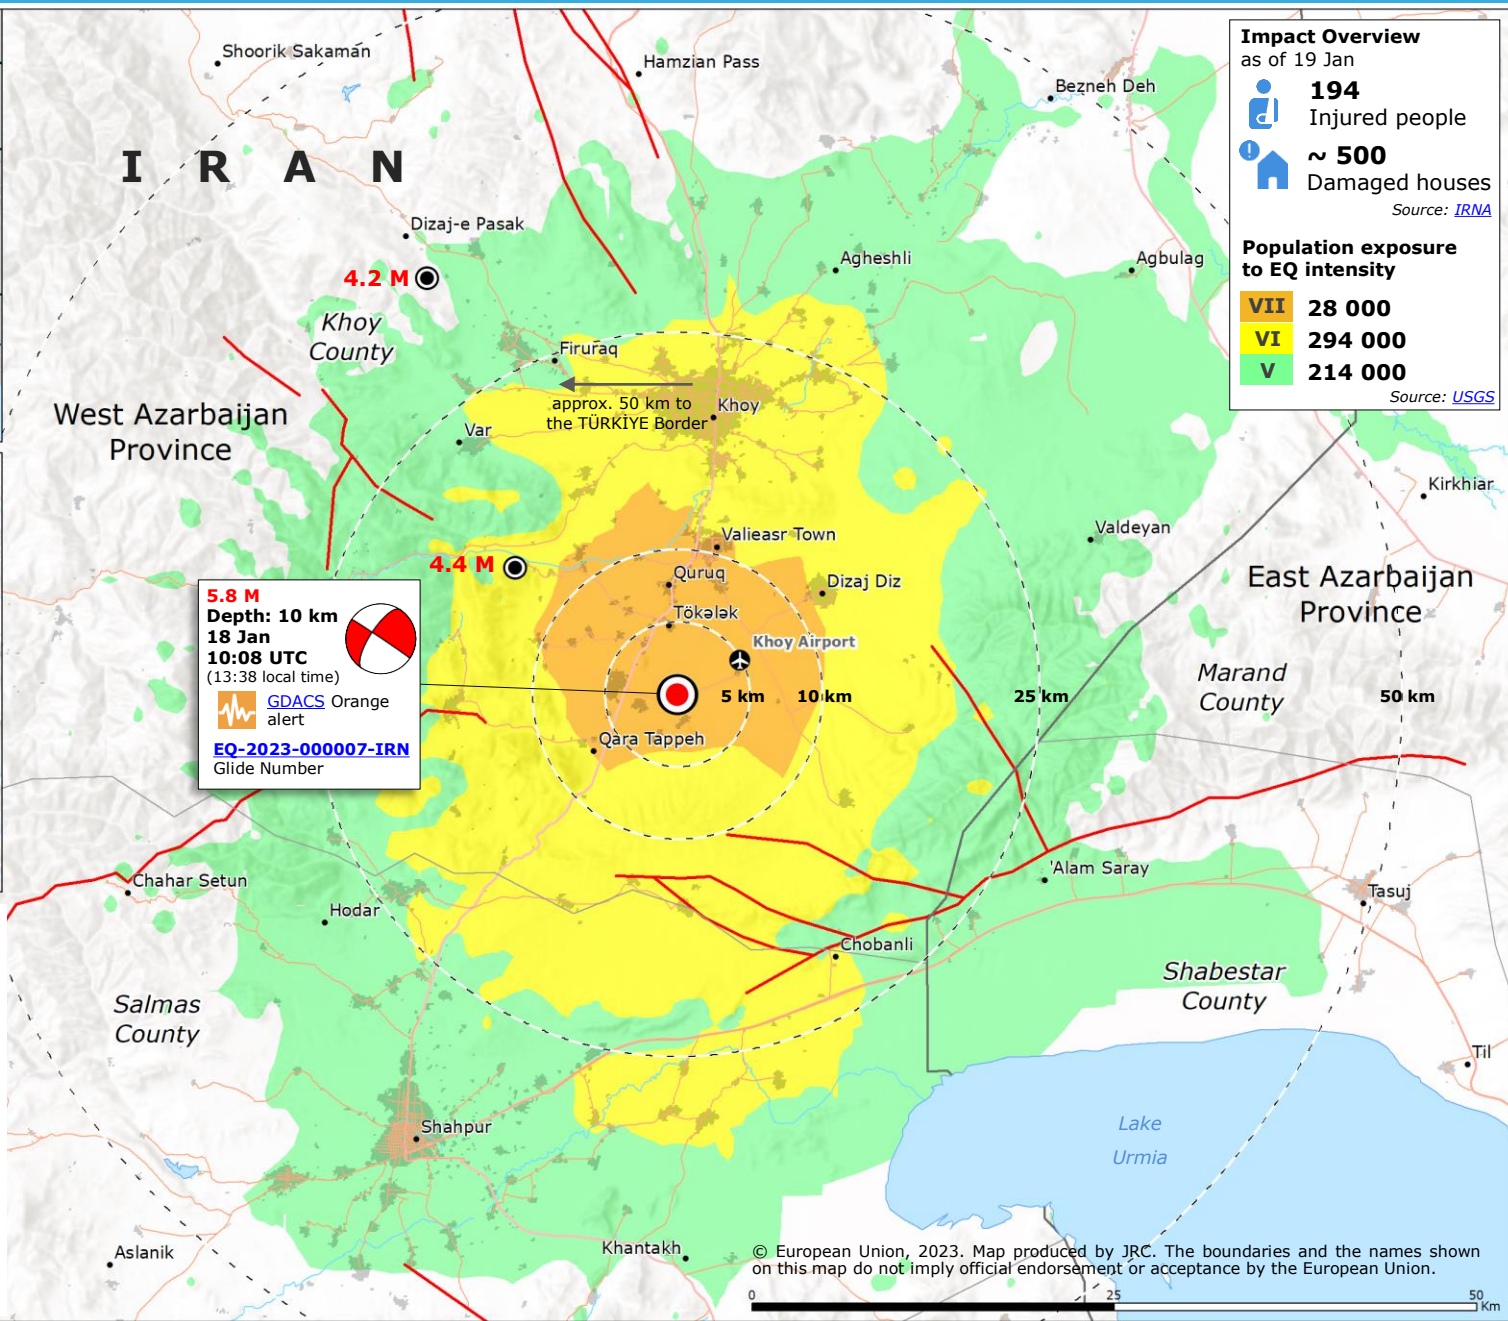 Impact Overview
as of 19 Jan
194
Injured people
~ 500
Damaged houses
Source: IRNA
Population exposure
to EQ intensity
VII 28 000
VI 294 000
V 214 000
Source: USGS
Shoorik Sakaman
Hamzian Pass
Bezneh Deh
I R A N
Dizaj-e Pasak
Agheshli
Agbulag
4.2 M
Khoy
County
Firuraq
approx. 50 km to
the TÜRKİYE Border
Khoy
West Azarbaijan
Province
Var
Kirkhiar
Valieasr Town
Valdeyan
4.4 M
Quruq
Dizaj Diz
East Azarbaijan
Province
Tökələk
Khoy Airport
5.8 M
Depth: 10 km
18 Jan
10:08 UTC
(13:38 local time)
GDACS Orange
alert
EQ-2023-000007-IRN
Glide Number
5 km
10 km
25 km
50 km
Marand
County
Qara Tappeh
Chahar Setun
Hodar
'Alam Saray
Tasuj
Chobanli
Shabestar
County
Salmas
County
Til
Shahpur
Lake
Urmia
Aslanik
Khantakh
© European Union, 2023. Map produced by JRC. The boundaries and the names shown
on this map do not imply official endorsement or acceptance by the European Union.
0 25 50
Km